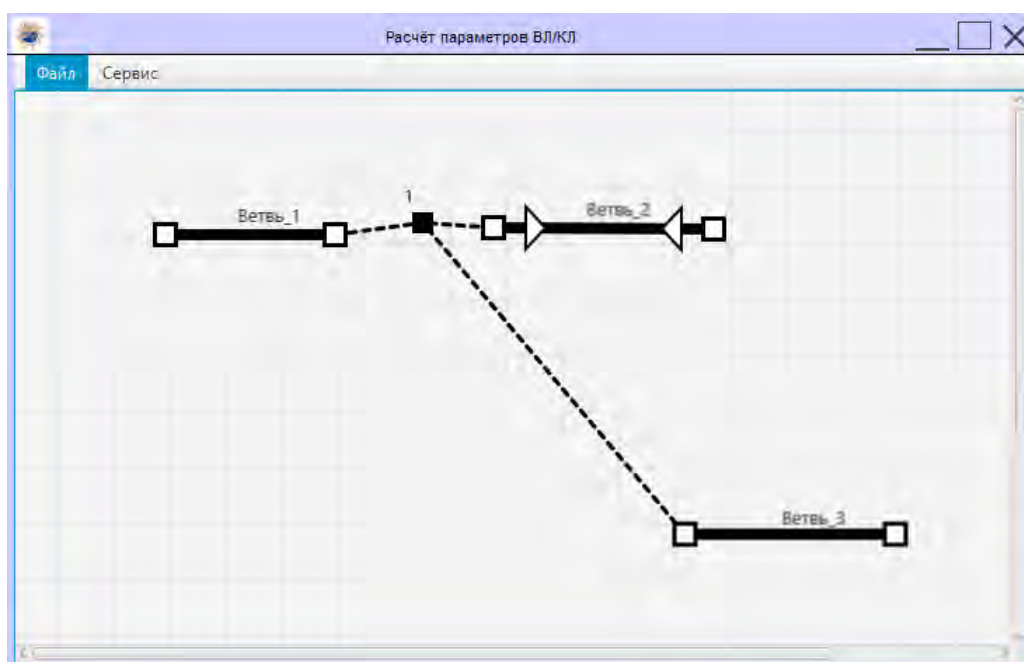 Расчёт параметров ВЛ/КЛ
Файл Сервис
1
Ветвь_1
Ветвь_2
Ветвь_3